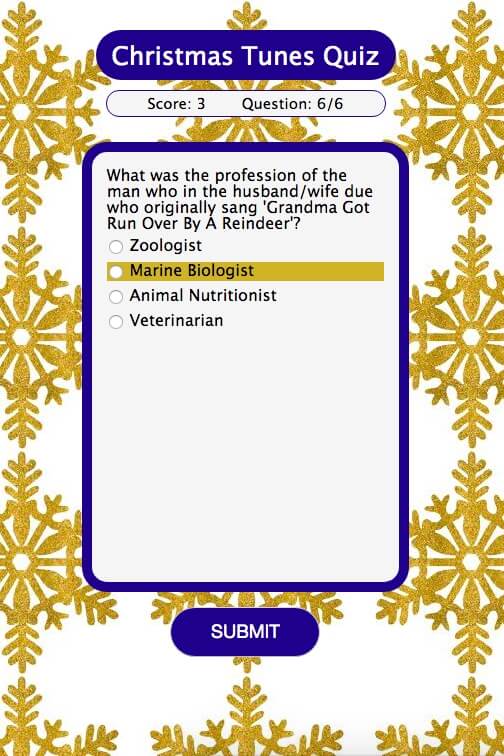 Christmas Tunes Quiz
Score: 3 Question: 6/6
What was the profession of the
man who in the husband/wife due
who originally sang 'Grandma Got
Run Over By A Reindeer'?
Zoologist
Marine Biologist
Animal Nutritionist
Veterinarian
SUBMIT